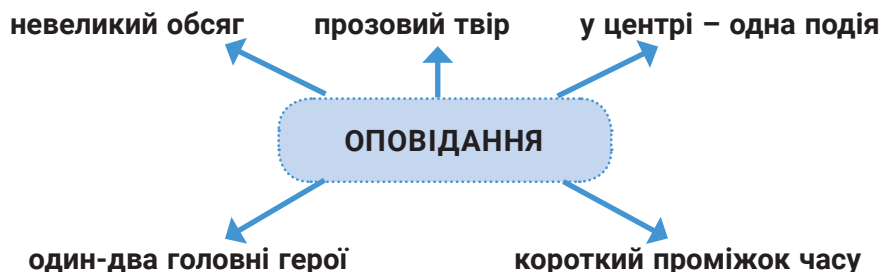 невеликий обсяг прозовий твір у центрі – одна подія
ОПОВІДАННЯ
один-два головні герої короткий проміжок часу